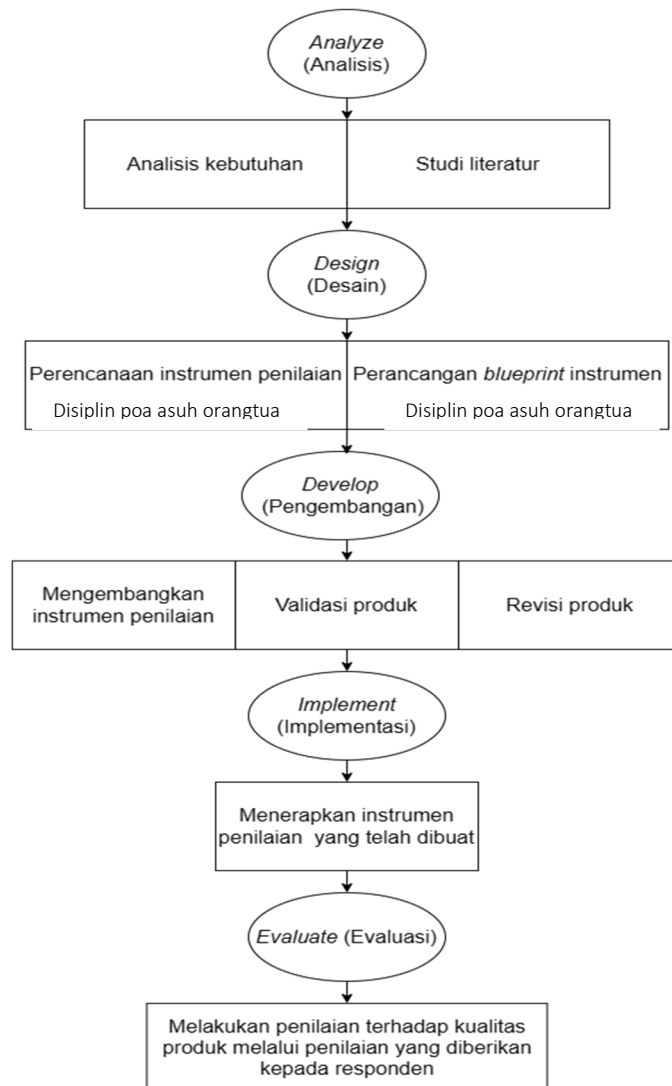 Analyze
(Analisis)
Analisis kebutuhan
Studi literatur
Design
(Desain)
Perencanaan instrumen penilaian
Disiplin poa asuh orangtua
Perancangan blueprint instrumen
Disiplin poa asuh orangtua
Develop
(Pengembangan)
Mengembangkan
instrumen penilaian
Validasi produk
Revisi produk
Implement
(Implementasi)
Menerapkan instrumen
penilaian yang telah dibuat
Evaluate (Evaluasi)
Melakukan penilaian terhadap kualitas
produk melalui penilaian yang diberikan
kepada responden